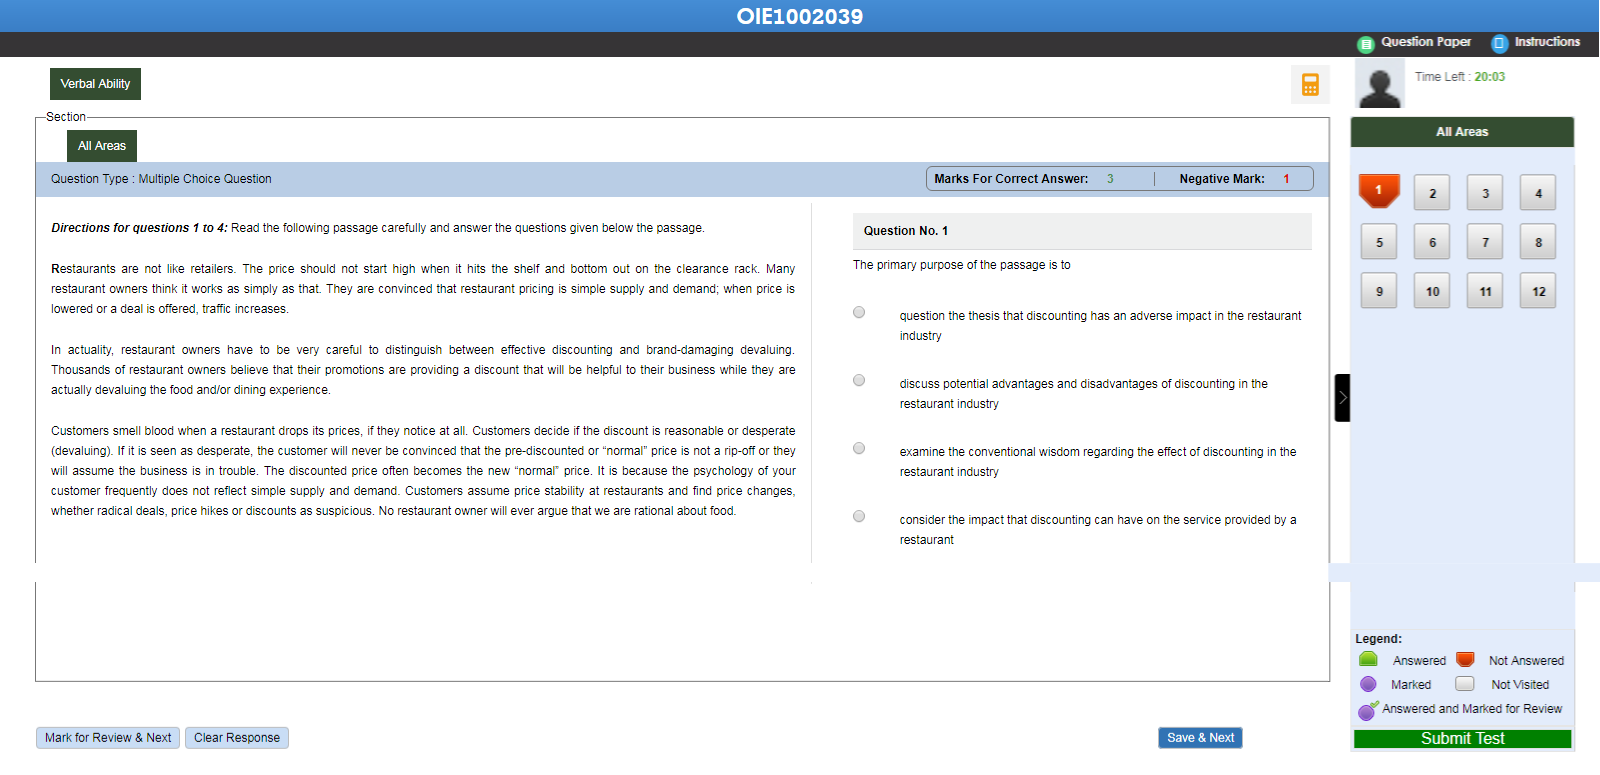 OIE1002039
Question Paper
Instructions
Verbal Ability
Time Left : 20:03
Section
All Areas
All Areas
Question Type : Multiple Choice Question
Marks For Correct Answer: 3 | Negative Mark: 1
Directions for questions 1 to 4: Read the following passage carefully and answer the questions given below the passage.
Restaurants are not like retailers. The price should not start high when it hits the shelf and bottom out on the clearance rack. Many
restaurant owners think it works as simply as that. They are convinced that restaurant pricing is simple supply and demand; when price is
lowered or a deal is offered, traffic increases.
In actuality, restaurant owners have to be very careful to distinguish between effective discounting and brand-damaging devaluing.
Thousands of restaurant owners believe that their promotions are providing a discount that will be helpful to their business while they are
actually devaluing the food and/or dining experience.
Customers smell blood when a restaurant drops its prices, if they notice at all. Customers decide if the discount is reasonable or desperate
(devaluing). If it is seen as desperate, the customer will never be convinced that the pre-discounted or “normal” price is not a rip-off or they
will assume the business is in trouble. The discounted price often becomes the new “normal” price. It is because the psychology of your
customer frequently does not reflect simple supply and demand. Customers assume price stability at restaurants and find price changes,
whether radical deals, price hikes or discounts as suspicious. No restaurant owner will ever argue that we are rational about food.
Question No. 1
The primary purpose of the passage is to
question the thesis that discounting has an adverse impact in the restaurant
industry
discuss potential advantages and disadvantages of discounting in the
restaurant industry
examine the conventional wisdom regarding the effect of discounting in the
restaurant industry
consider the impact that discounting can have on the service provided by a
restaurant
1 2 3 4
5 6 7 8
9 10 11 12
Legend:
Answered Not Answered
Marked Not Visited
Answered and Marked for Review
Submit Test
Mark for Review & Next
Clear Response
Save & Next